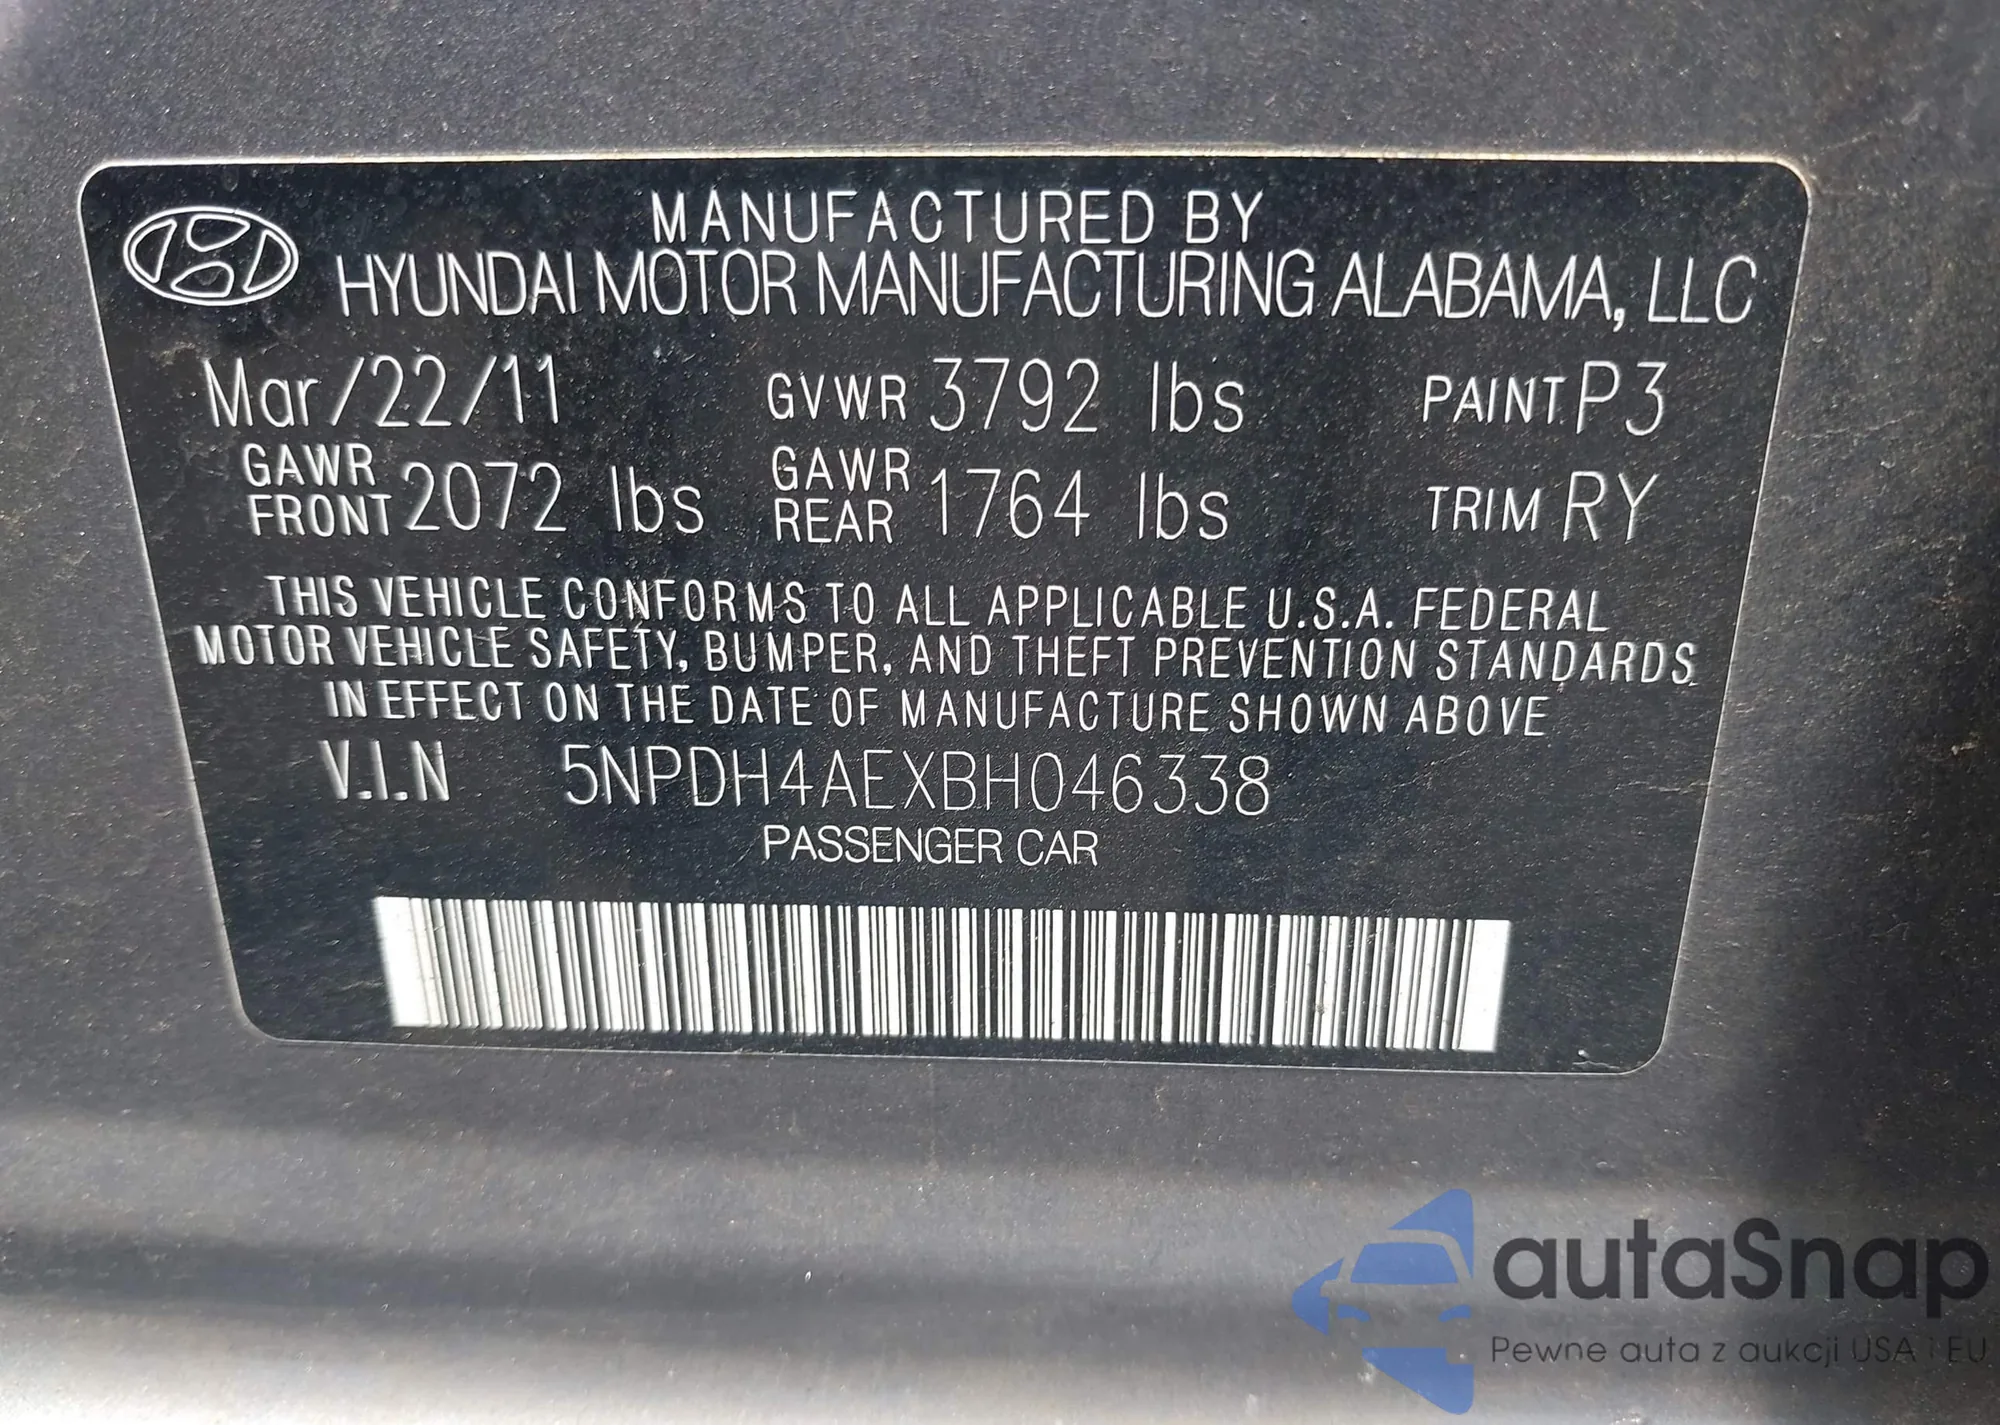 MANUFACTURED BY
HYUNDAI MOTOR MANUFACTURING ALABAMA, LLC
Mar/22/11 GVWR 3792 lbs PAINT P3
GAWR FRONT 2072 lbs GAWR REAR 1764 lbs TRIM RY
THIS VEHICLE CONFORMS TO ALL APPLICABLE U.S.A. FEDERAL
MOTOR VEHICLE SAFETY, BUMPER, AND THEFT PREVENTION STANDARDS
IN EFFECT ON THE DATE OF MANUFACTURE SHOWN ABOVE
V.I.N 5NPDH4AEXBH046338
PASSENGER CAR
autaSnap
Pewne auta z aukcji USA i EU